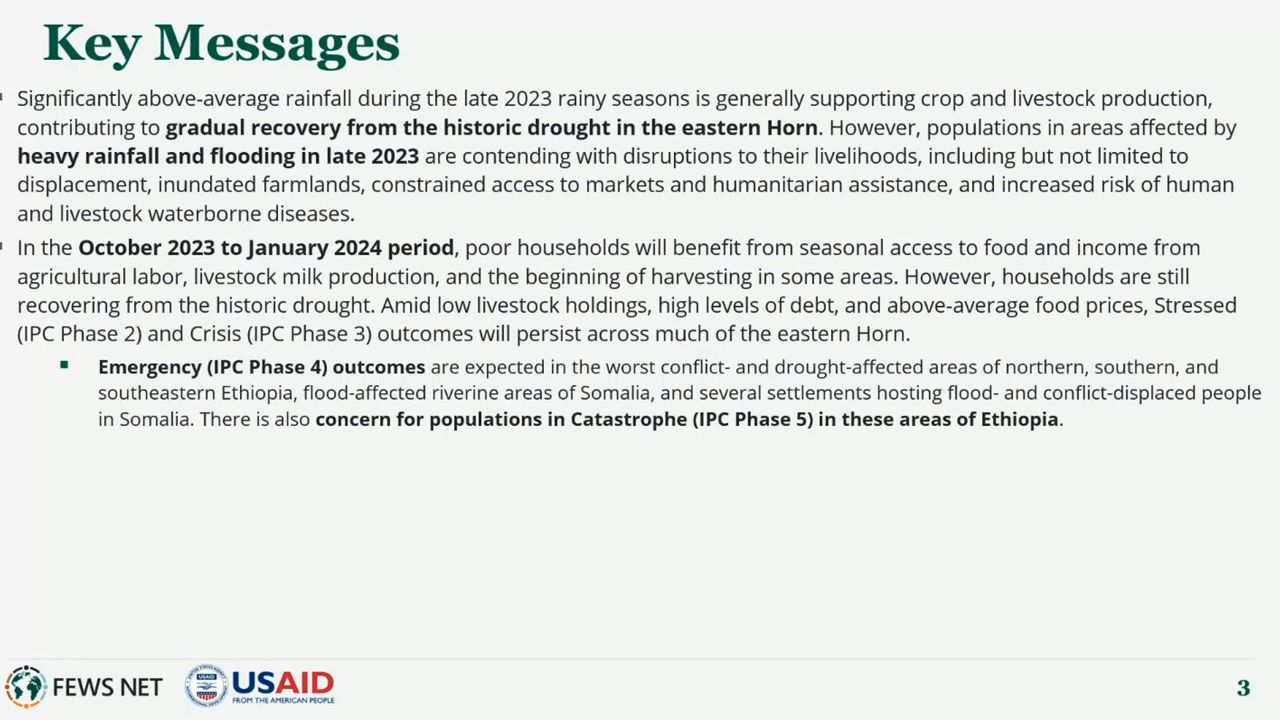 Key Messages
Significantly above-average rainfall during the late 2023 rainy seasons is generally supporting crop and livestock production,
contributing to gradual recovery from the historic drought in the eastern Horn. However, populations in areas affected by
heavy rainfall and flooding in late 2023 are contending with disruptions to their livelihoods, including but not limited to
displacement, inundated farmlands, constrained access to markets and humanitarian assistance, and increased risk of human
and livestock waterborne diseases.
In the October 2023 to January 2024 period, poor households will benefit from seasonal access to food and income from
agricultural labor, livestock milk production, and the beginning of harvesting in some areas. However, households are still
recovering from the historic drought. Amid low livestock holdings, high levels of debt, and above-average food prices, Stressed
(IPC Phase 2) and Crisis (IPC Phase 3) outcomes will persist across much of the eastern Horn.
Emergency (IPC Phase 4) outcomes are expected in the worst conflict- and drought-affected areas of northern, southern, and
southeastern Ethiopia, flood-affected riverine areas of Somalia, and several settlements hosting flood- and conflict-displaced people
in Somalia. There is also concern for populations in Catastrophe (IPC Phase 5) in these areas of Ethiopia.
FEWS NET
USAID
FROM THE AMERICAN PEOPLE
3